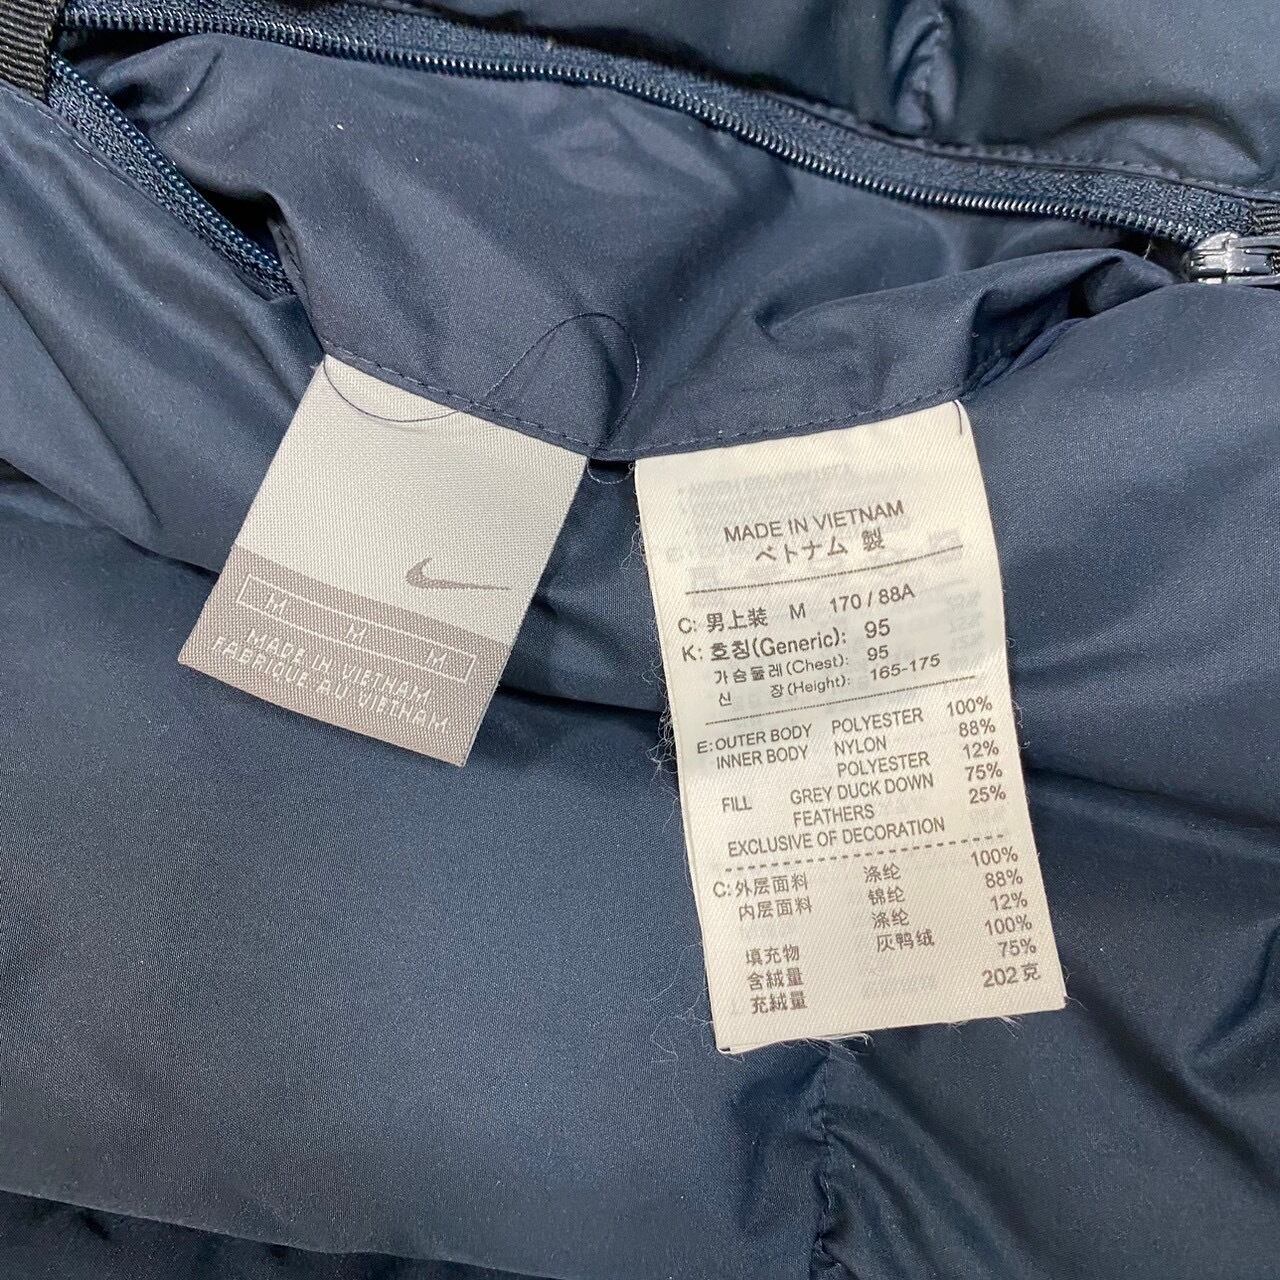 M M M
MADE IN VIETNAM
FABRIQUE AU VIETNAM
MADE IN VIETNAM
ベトナム 製
C: 男上装 M 170 / 88A
K: 호칭(Generic): 95
가슴둘레(Chest): 95
신 장(Height): 165-175
E: OUTER BODY POLYESTER 100%
INNER BODY NYLON 88%
POLYESTER 12%
FILL GREY DUCK DOWN 75%
FEATHERS 25%
EXCLUSIVE OF DECORATION
C: 外层面料 涤纶 100%
内层面料 锦纶 88%
涤纶 12%
填充物 灰鸭绒 100%
含絨量 75%
充絨量 202克